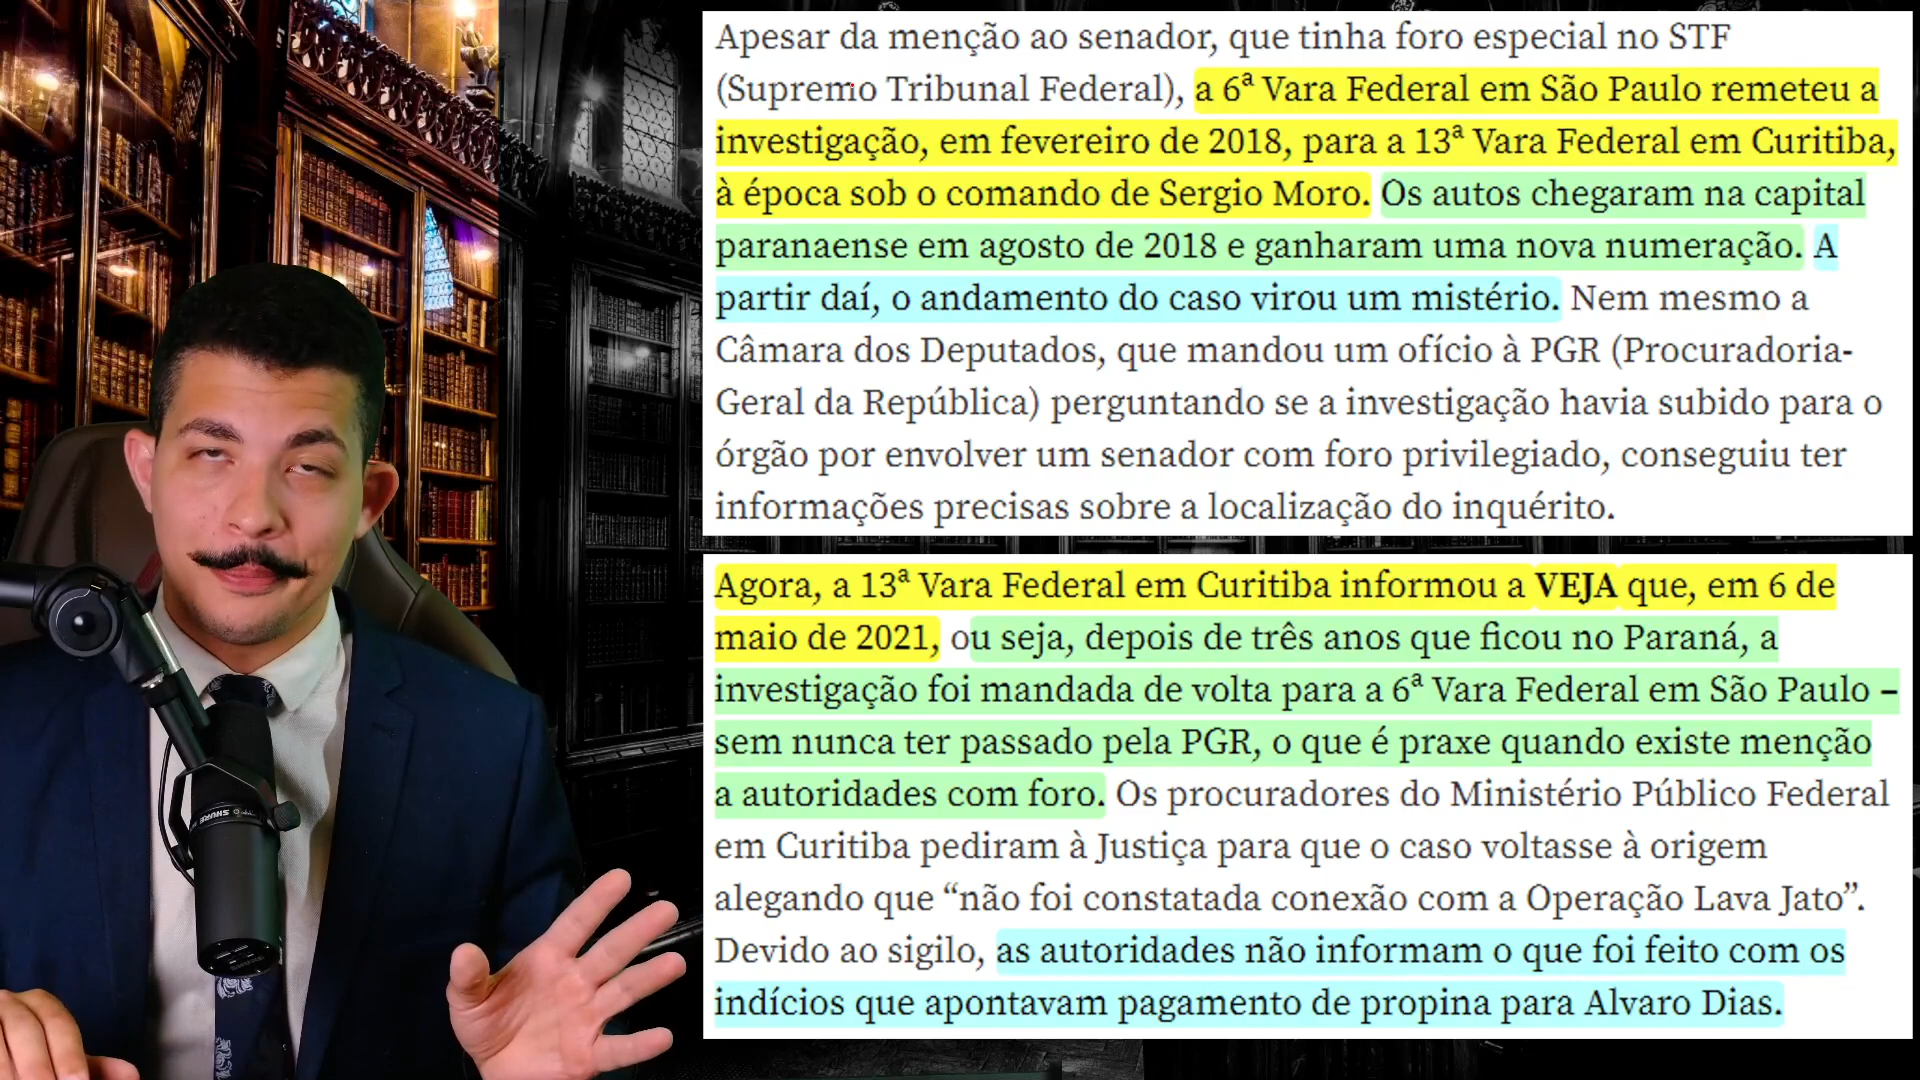 Apesar da menção ao senador, que tinha foro especial no STF
(Supremo Tribunal Federal), a 6ª Vara Federal em São Paulo remeteu a
investigação, em fevereiro de 2018, para a 13ª Vara Federal em Curitiba,
à época sob o comando de Sergio Moro. Os autos chegaram na capital
paranaense em agosto de 2018 e ganharam uma nova numeração. A
partir daí, o andamento do caso virou um mistério. Nem mesmo a
Câmara dos Deputados, que mandou um ofício à PGR (Procuradoria-
Geral da República) perguntando se a investigação havia subido para o
órgão por envolver um senador com foro privilegiado, conseguiu ter
informações precisas sobre a localização do inquérito.
Agora, a 13ª Vara Federal em Curitiba informou a VEJA que, em 6 de
maio de 2021, ou seja, depois de três anos que ficou no Paraná, a
investigação foi mandada de volta para a 6ª Vara Federal em São Paulo –
sem nunca ter passado pela PGR, o que é praxe quando existe menção
a autoridades com foro. Os procuradores do Ministério Público Federal
em Curitiba pediram à Justiça para que o caso voltasse à origem
alegando que “não foi constatada conexão com a Operação Lava Jato”.
Devido ao sigilo, as autoridades não informam o que foi feito com os
indícios que apontavam pagamento de propina para Alvaro Dias.
SHURE